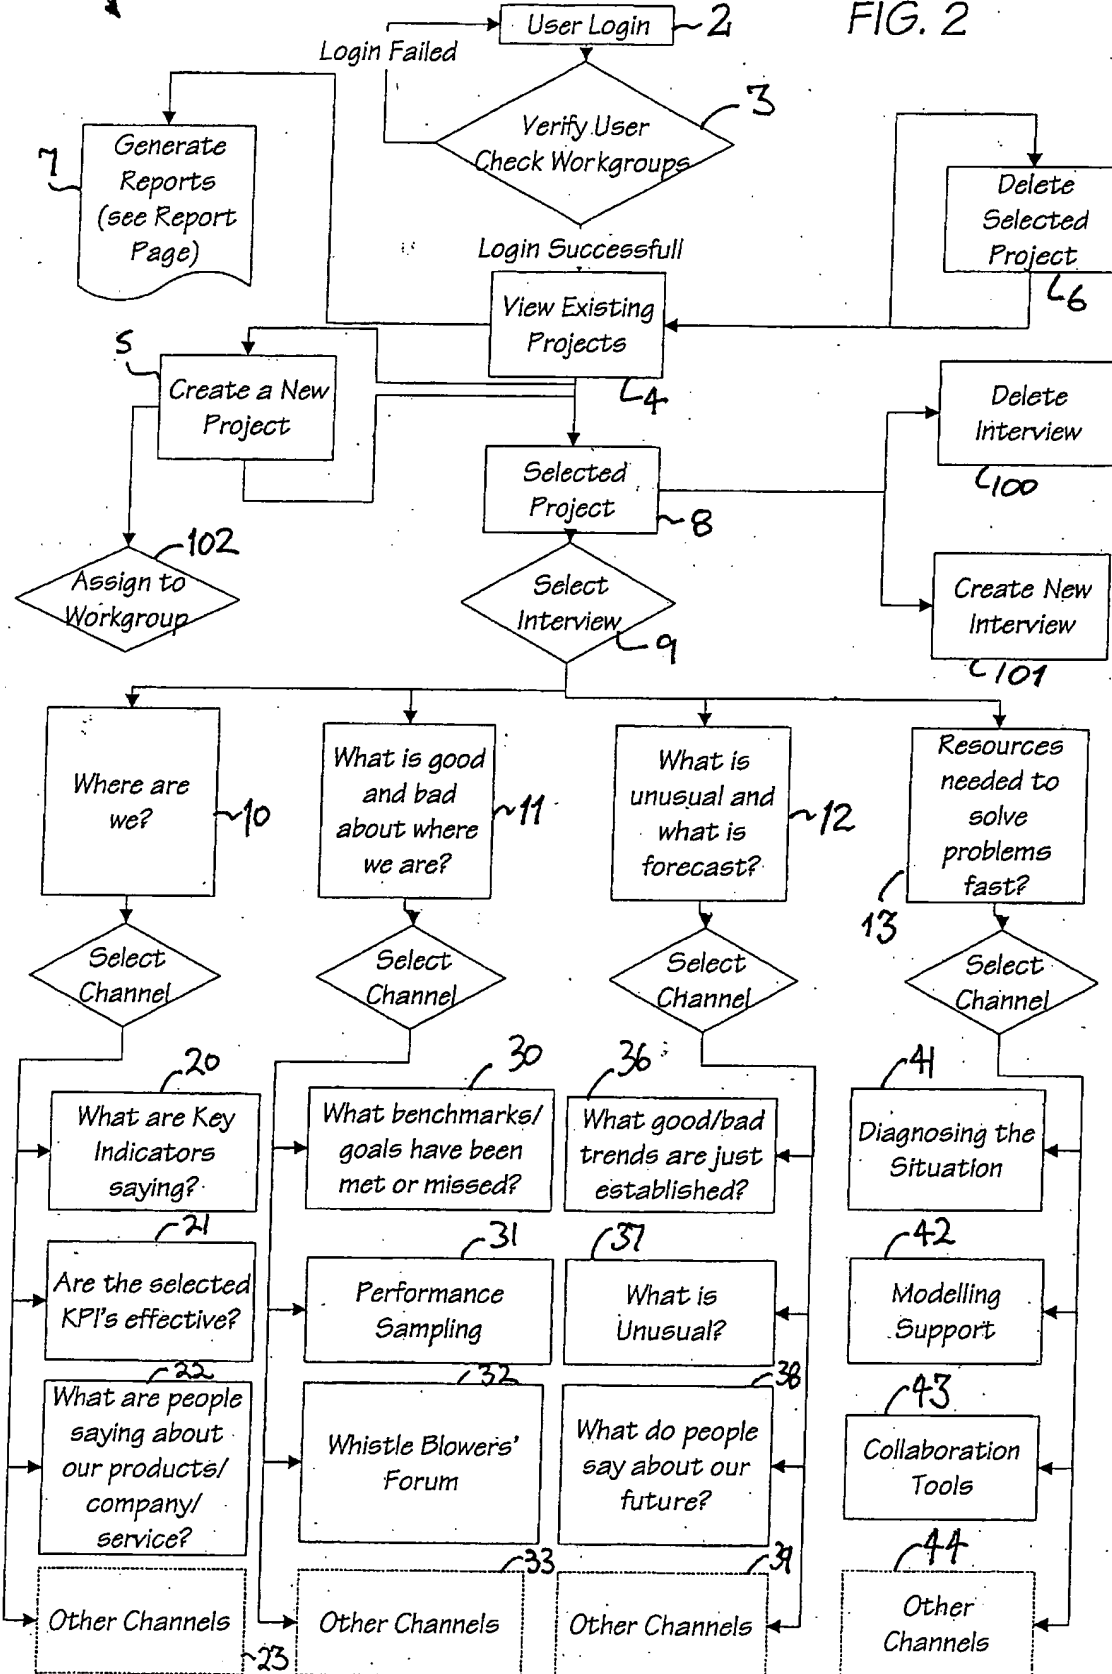 FIG. 2
User Login
2
Login Failed
3
Verify User
Check Workgroups
7
Generate
Reports
(see Report
Page)
Delete
Selected
Project
6
Login Successfull
View Existing
Projects
4
5
Create a New
Project
Delete
Interview
100
Selected
Project
8
102
Assign to
Workgroup
Select
Interview
9
Create New
Interview
101
Where are
we?
10
What is good
and bad
about where
we are?
11
What is
unusual and
what is
forecast?
12
Resources
needed to
solve
problems
fast?
13
Select
Channel
Select
Channel
Select
Channel
Select
Channel
20
What are Key
Indicators
saying?
30
What benchmarks/
goals have been
met or missed?
36
What good/bad
trends are just
established?
41
Diagnosing the
Situation
21
Are the selected
KPI's effective?
31
Performance
Sampling
37
What is
Unusual?
42
Modelling
Support
22
What are people
saying about
our products/
company/
service?
32
Whistle Blowers'
Forum
38
What do people
say about our
future?
43
Collaboration
Tools
Other Channels
23
33
Other Channels
39
Other Channels
44
Other
Channels